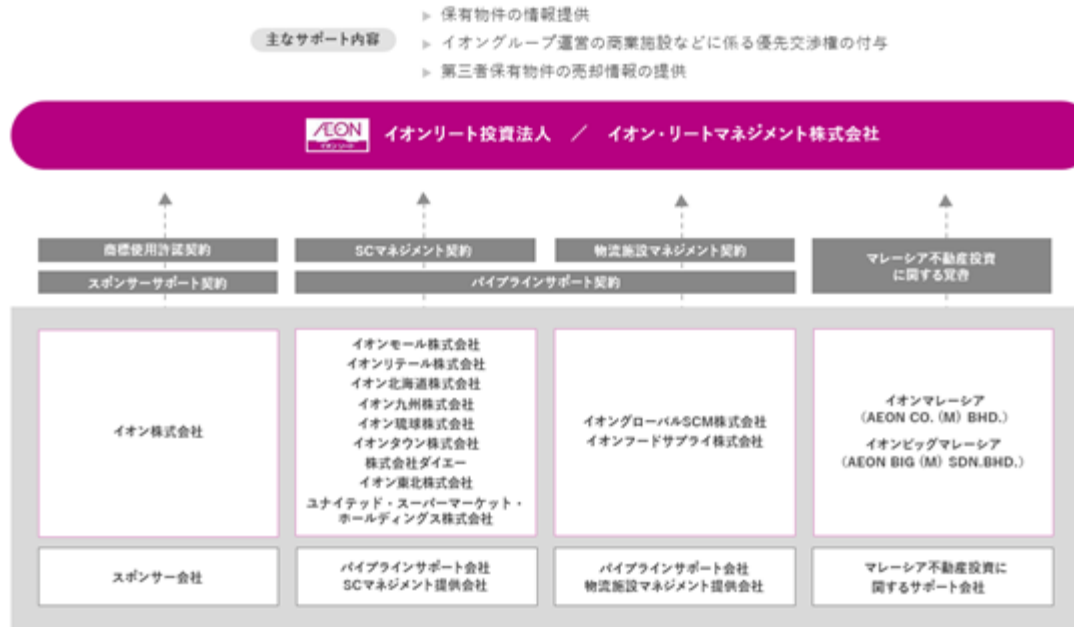 主なサポート内容
▶ 保有物件の情報提供
▶ イオングループ運営の商業施設などに係る優先交渉権の付与
▶ 第三者保有物件の売却情報の提供
AEON イオンリート イオンリート投資法人 / イオン・リートマネジメント株式会社
商標使用許諾契約
スポンサーサポート契約
SCマネジメント契約
物流施設マネジメント契約
パイプラインサポート契約
マレーシア不動産投資
に関する覚書
イオン株式会社
イオンモール株式会社
イオンリテール株式会社
イオン北海道株式会社
イオン九州株式会社
イオン琉球株式会社
イオンタウン株式会社
株式会社ダイエー
イオン東北株式会社
ユナイテッド・スーパーマーケット・
ホールディングス株式会社
イオングローバルSCM株式会社
イオンフードサプライ株式会社
イオンマレーシア
(AEON CO. (M) BHD.)
イオンビッグマレーシア
(AEON BIG (M) SDN.BHD.)
スポンサー会社
パイプラインサポート会社
SCマネジメント提供会社
パイプラインサポート会社
物流施設マネジメント提供会社
マレーシア不動産投資に
関するサポート会社